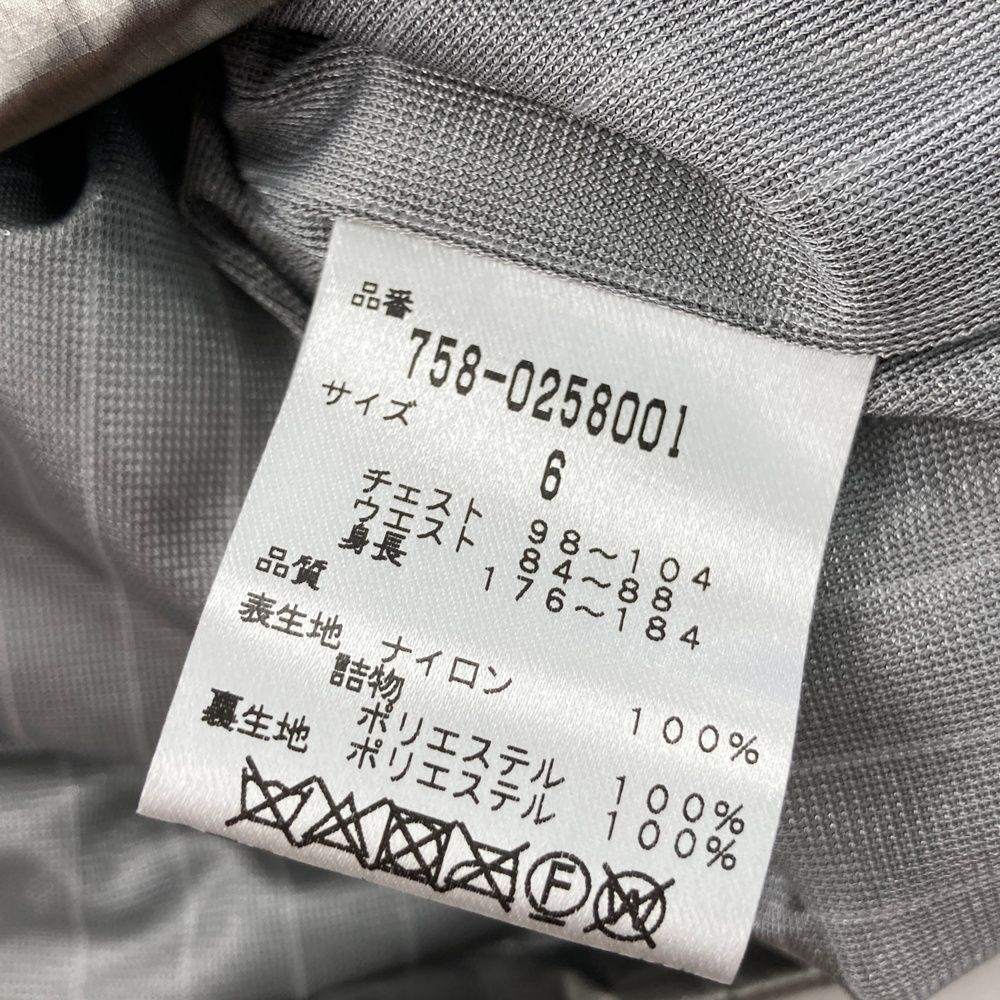 品番
758-0258001
サイズ
6
チェスト 98~104
ウエスト 84~88
身長 176~184
品質
表生地 ナイロン 100%
詰物
ポリエステル 100%
裏生地 ポリエステル 100%
F W